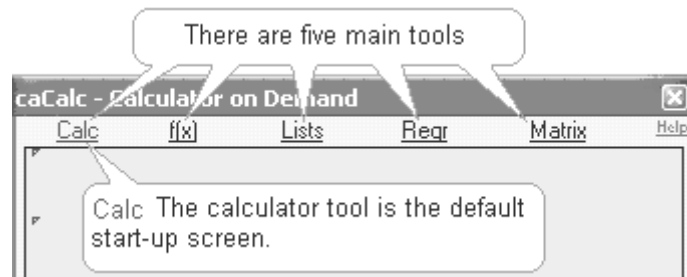 There are five main tools
caCalc - Calculator on Demand
Calc f(x) Lists Regr Matrix Help
Calc The calculator tool is the default
start-up screen.